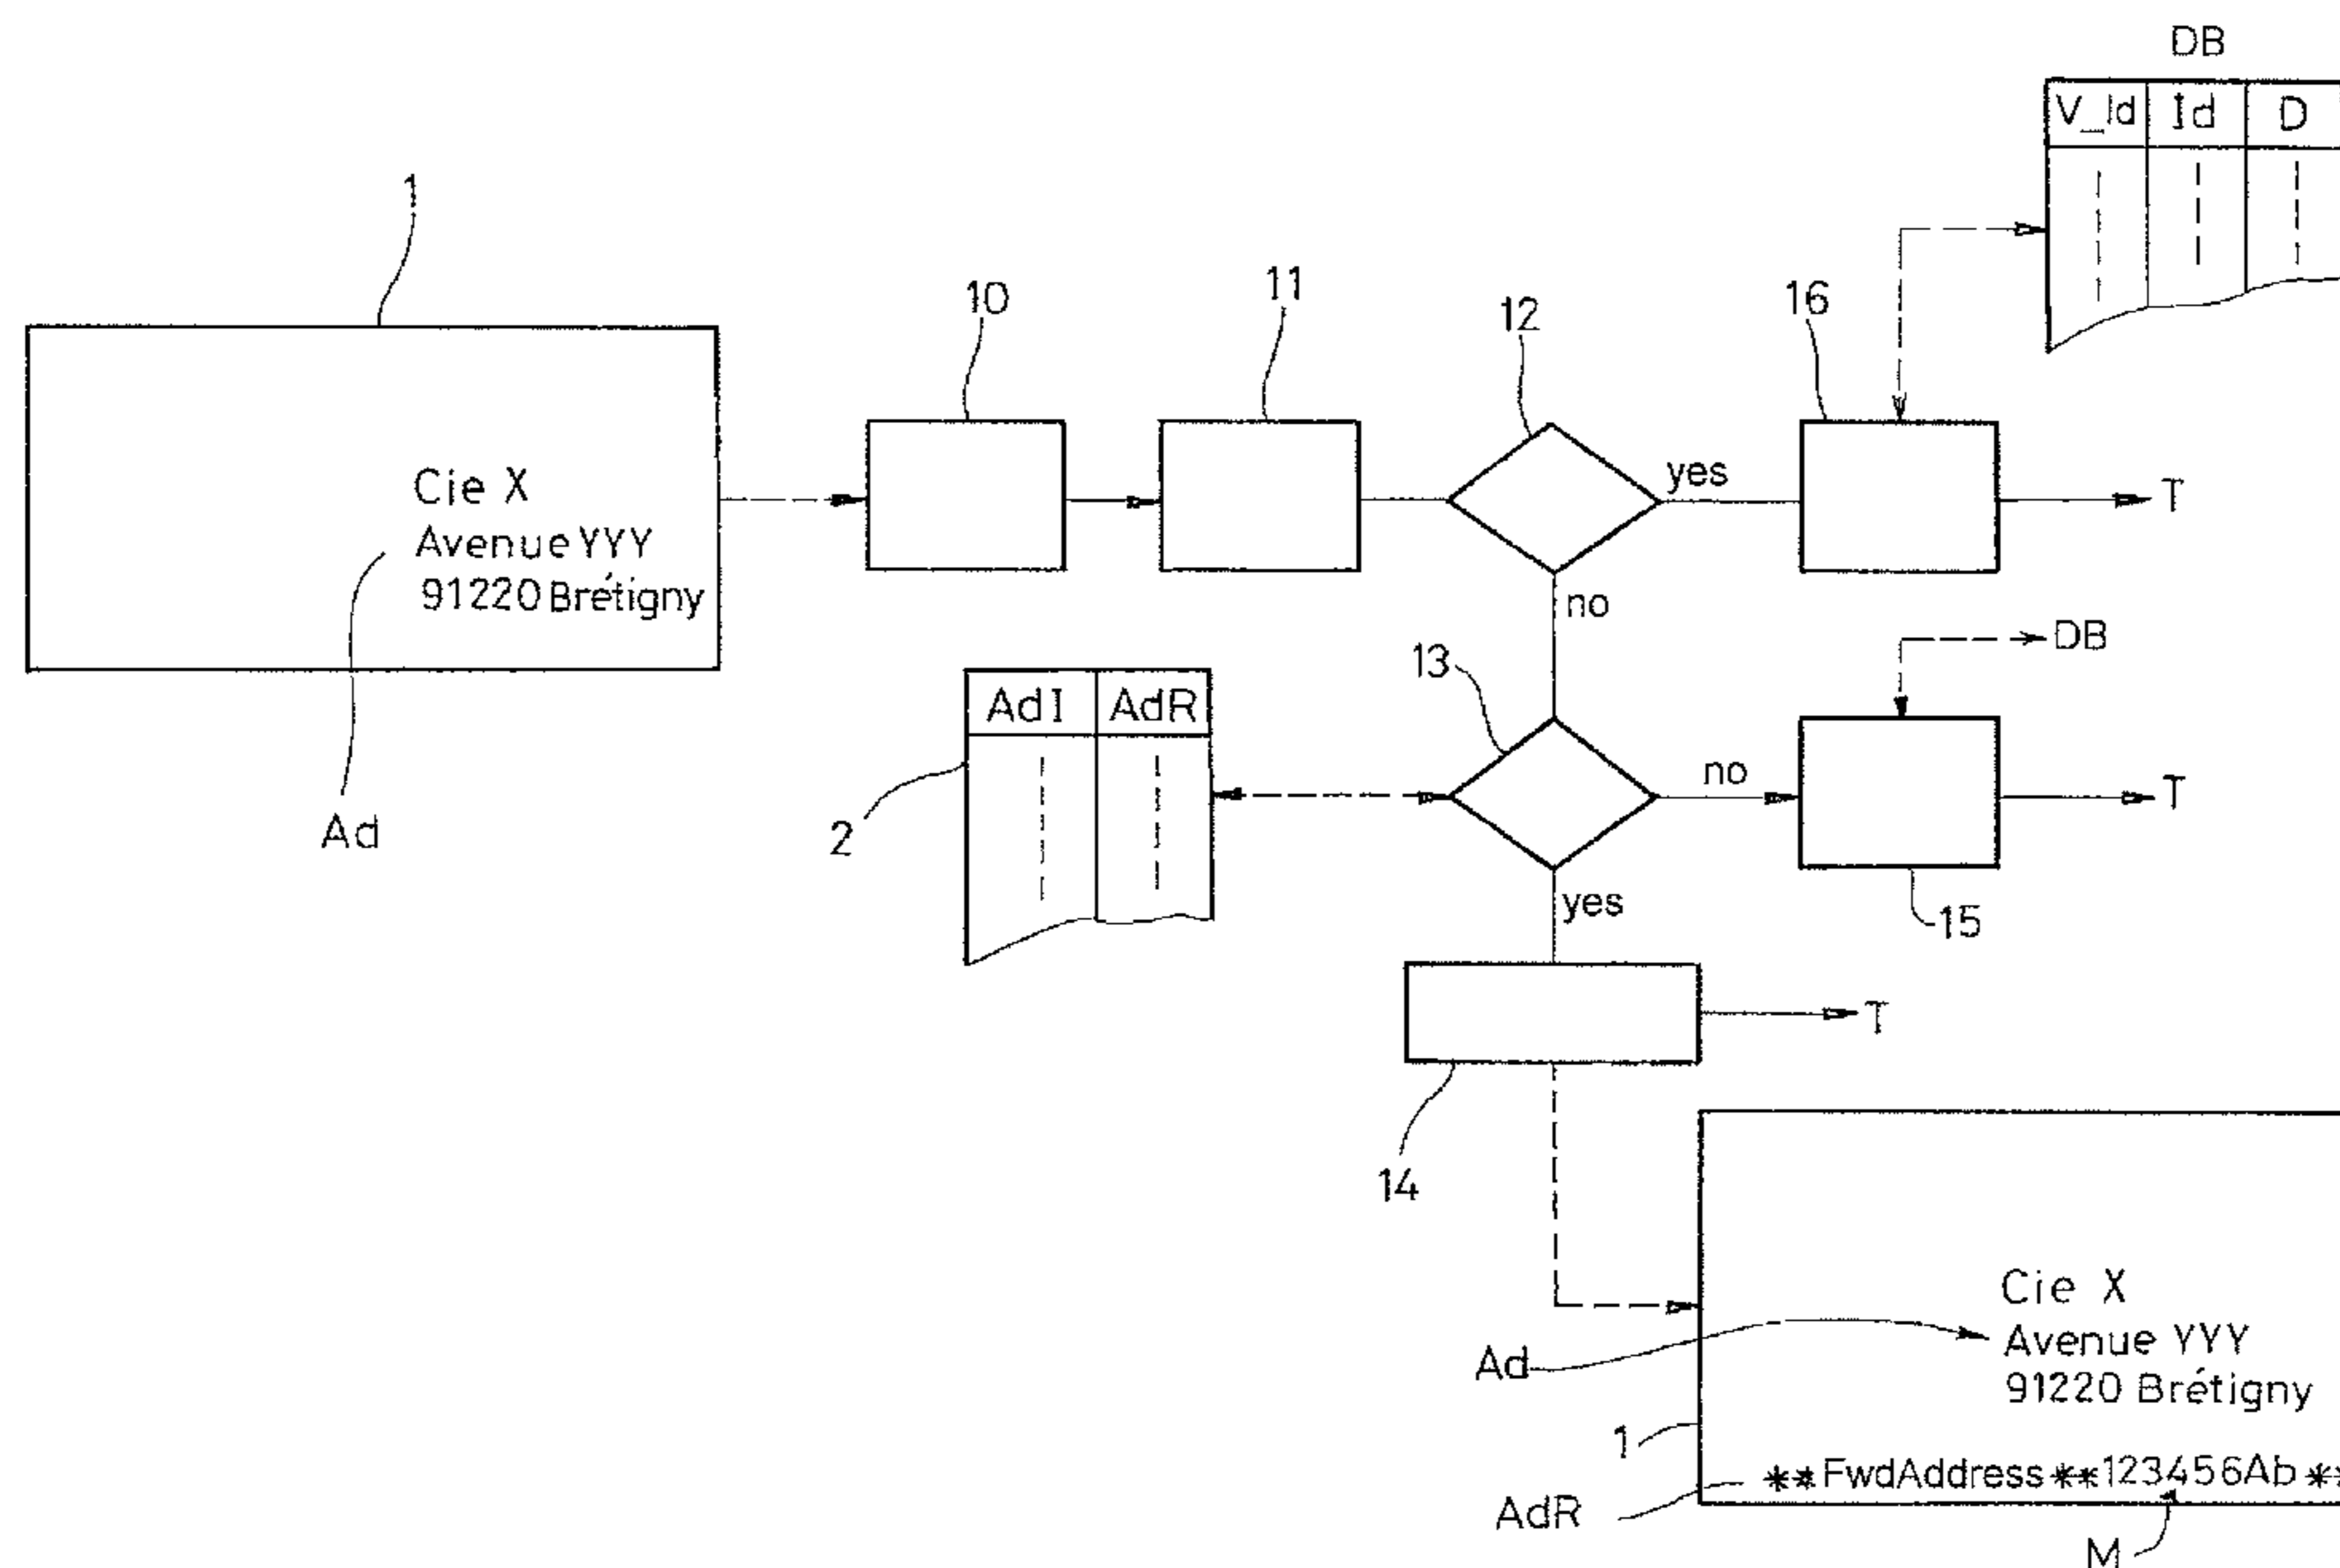 DB
V_Id Id D
1
10
11
12
16
Cie X
Avenue YYY
91220 Brétigny
yes
T
no
DB
13
AdI AdR
no
T
2
Ad
yes
15
T
14
Cie X
Avenue YYY
Ad
91220 Brétigny
1
**FwdAddress**123456Ab**
AdR
M